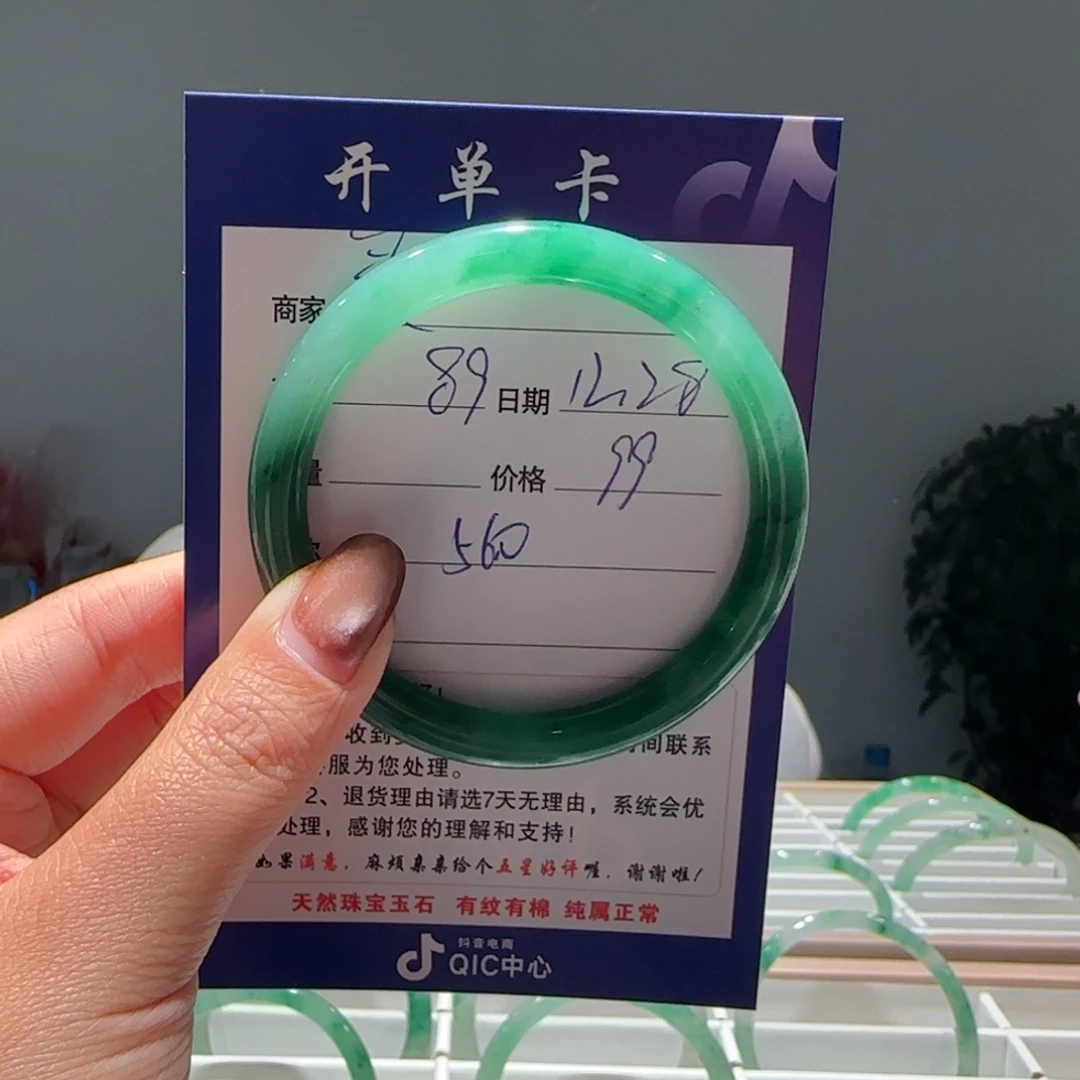 开单卡
商家
89 日期 12.28
量 价格 99
560
收到 间联系
服为您处理。
2、退货理由请选7天无理由，系统会优
处理，感谢您的理解和支持！
如果满意，麻烦亲亲给个五星好评喔，谢谢啦！
天然珠宝玉石 有纹有棉 纯属正常
抖音电商
QIC中心